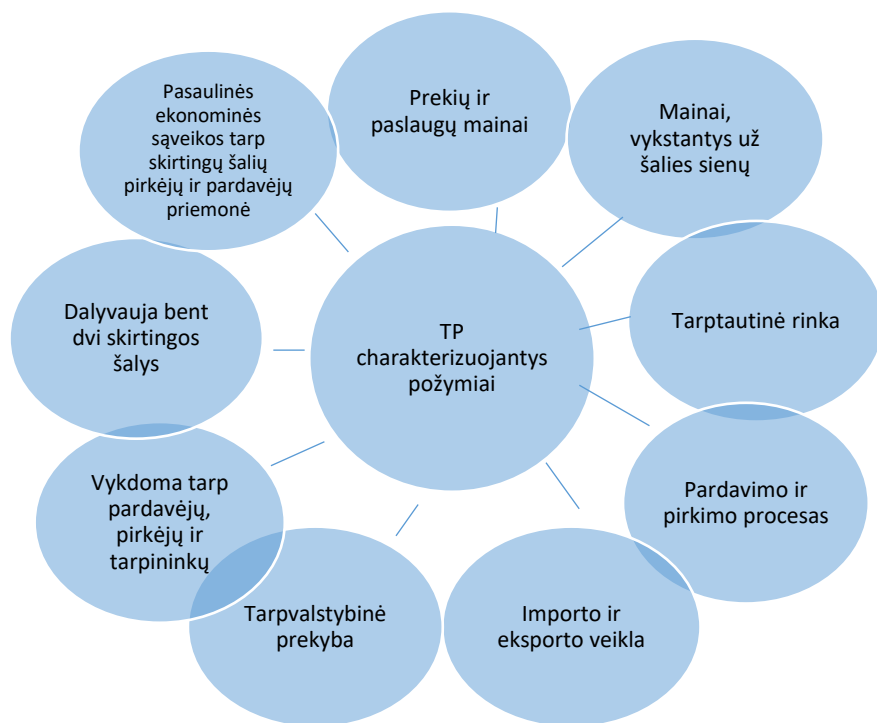 Prekių ir
paslaugų mainai
Mainai,
vykstantys už
šalies sienų
Tarptautinė rinka
Pardavimo ir
pirkimo procesas
Importo ir
eksporto veikla
Tarpvalstybinė
prekyba
Vykdoma tarp
pardavėjų,
pirkėjų ir
tarpininkų
Dalyvauja bent
dvi skirtingos
šalys
Pasaulinės
ekonominės
sąveikos tarp
skirtingų šalių
pirkėjų ir pardavėjų
priemonė
TP
charakterizuojantys
požymiai